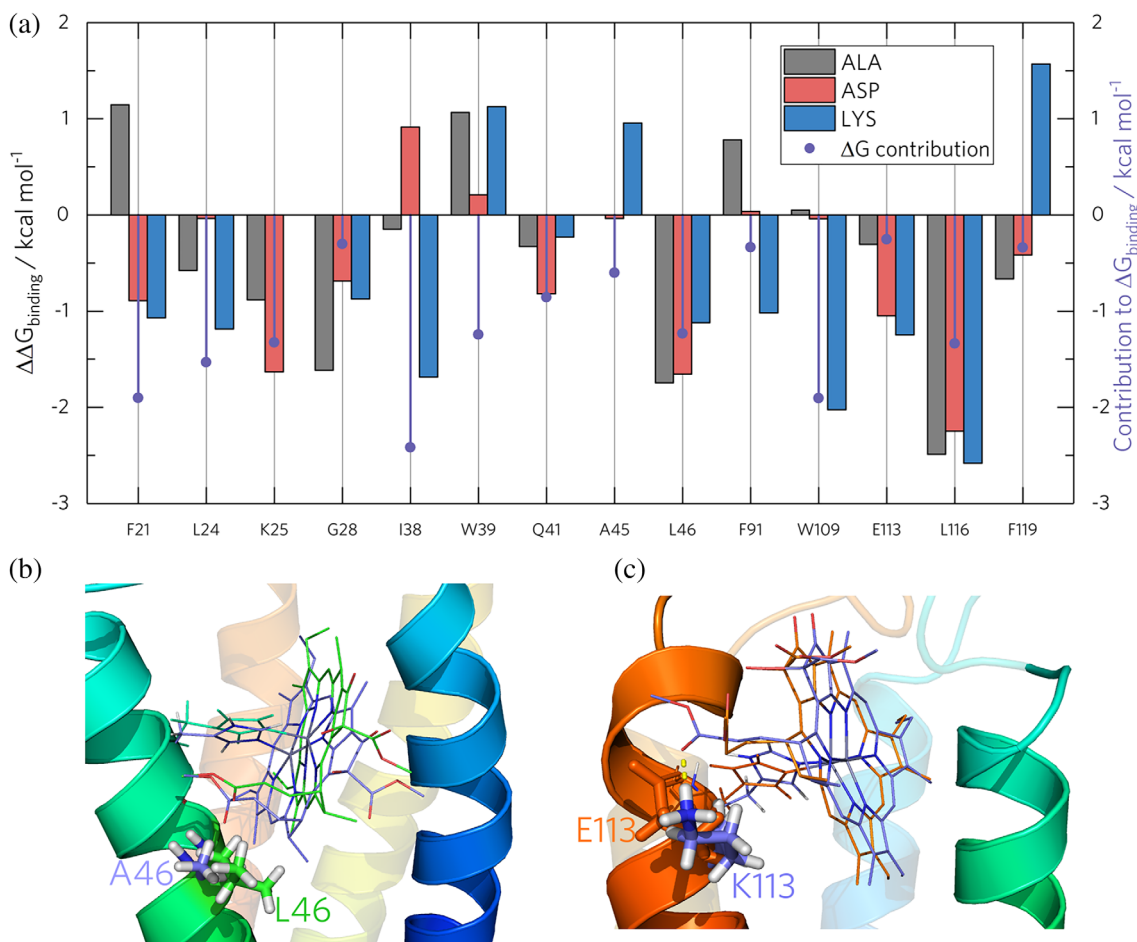 (a)
2
1
0
-1
-2
-3
ΔΔG_binding / kcal mol⁻¹
ALA
ASP
LYS
ΔG contribution
2
1
0
-1
-2
-3
Contribution to ΔG_binding / kcal mol⁻¹
F21 L24 K25 G28 I38 W39 Q41 A45 L46 F91 W109 E113 L116 F119
(b)
A46
L46
(c)
E113
K113